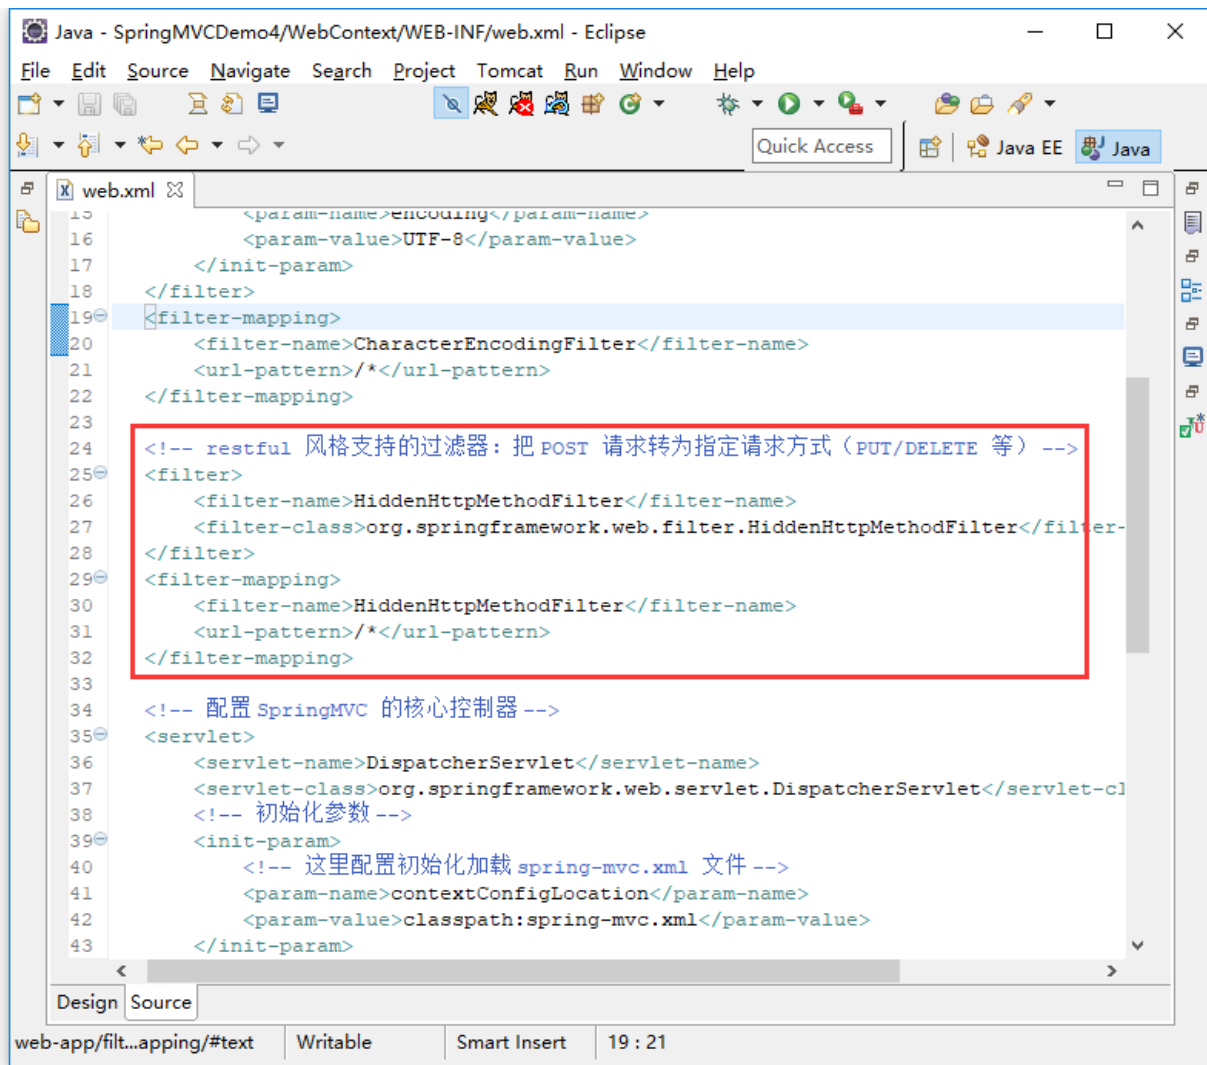 Java - SpringMVCDemo4/WebContext/WEB-INF/web.xml - Eclipse
File Edit Source Navigate Search Project Tomcat Run Window Help
Quick Access Java EE Java
web.xml
15 <param-name>encoding</param-name>
16 <param-value>UTF-8</param-value>
17 </init-param>
18 </filter>
19 <filter-mapping>
20 <filter-name>CharacterEncodingFilter</filter-name>
21 <url-pattern>/*</url-pattern>
22 </filter-mapping>
23
24 <!-- restful 风格支持的过滤器：把 POST 请求转为指定请求方式（PUT/DELETE 等） -->
25 <filter>
26 <filter-name>HiddenHttpMethodFilter</filter-name>
27 <filter-class>org.springframework.web.filter.HiddenHttpMethodFilter</filter-
28 </filter>
29 <filter-mapping>
30 <filter-name>HiddenHttpMethodFilter</filter-name>
31 <url-pattern>/*</url-pattern>
32 </filter-mapping>
33
34 <!-- 配置 SpringMVC 的核心控制器 -->
35 <servlet>
36 <servlet-name>DispatcherServlet</servlet-name>
37 <servlet-class>org.springframework.web.servlet.DispatcherServlet</servlet-cl
38 <!-- 初始化参数 -->
39 <init-param>
40 <!-- 这里配置初始化加载 spring-mvc.xml 文件 -->
41 <param-name>contextConfigLocation</param-name>
42 <param-value>classpath:spring-mvc.xml</param-value>
43 </init-param>
Design Source
web-app/filt...apping/#text Writable Smart Insert 19 : 21